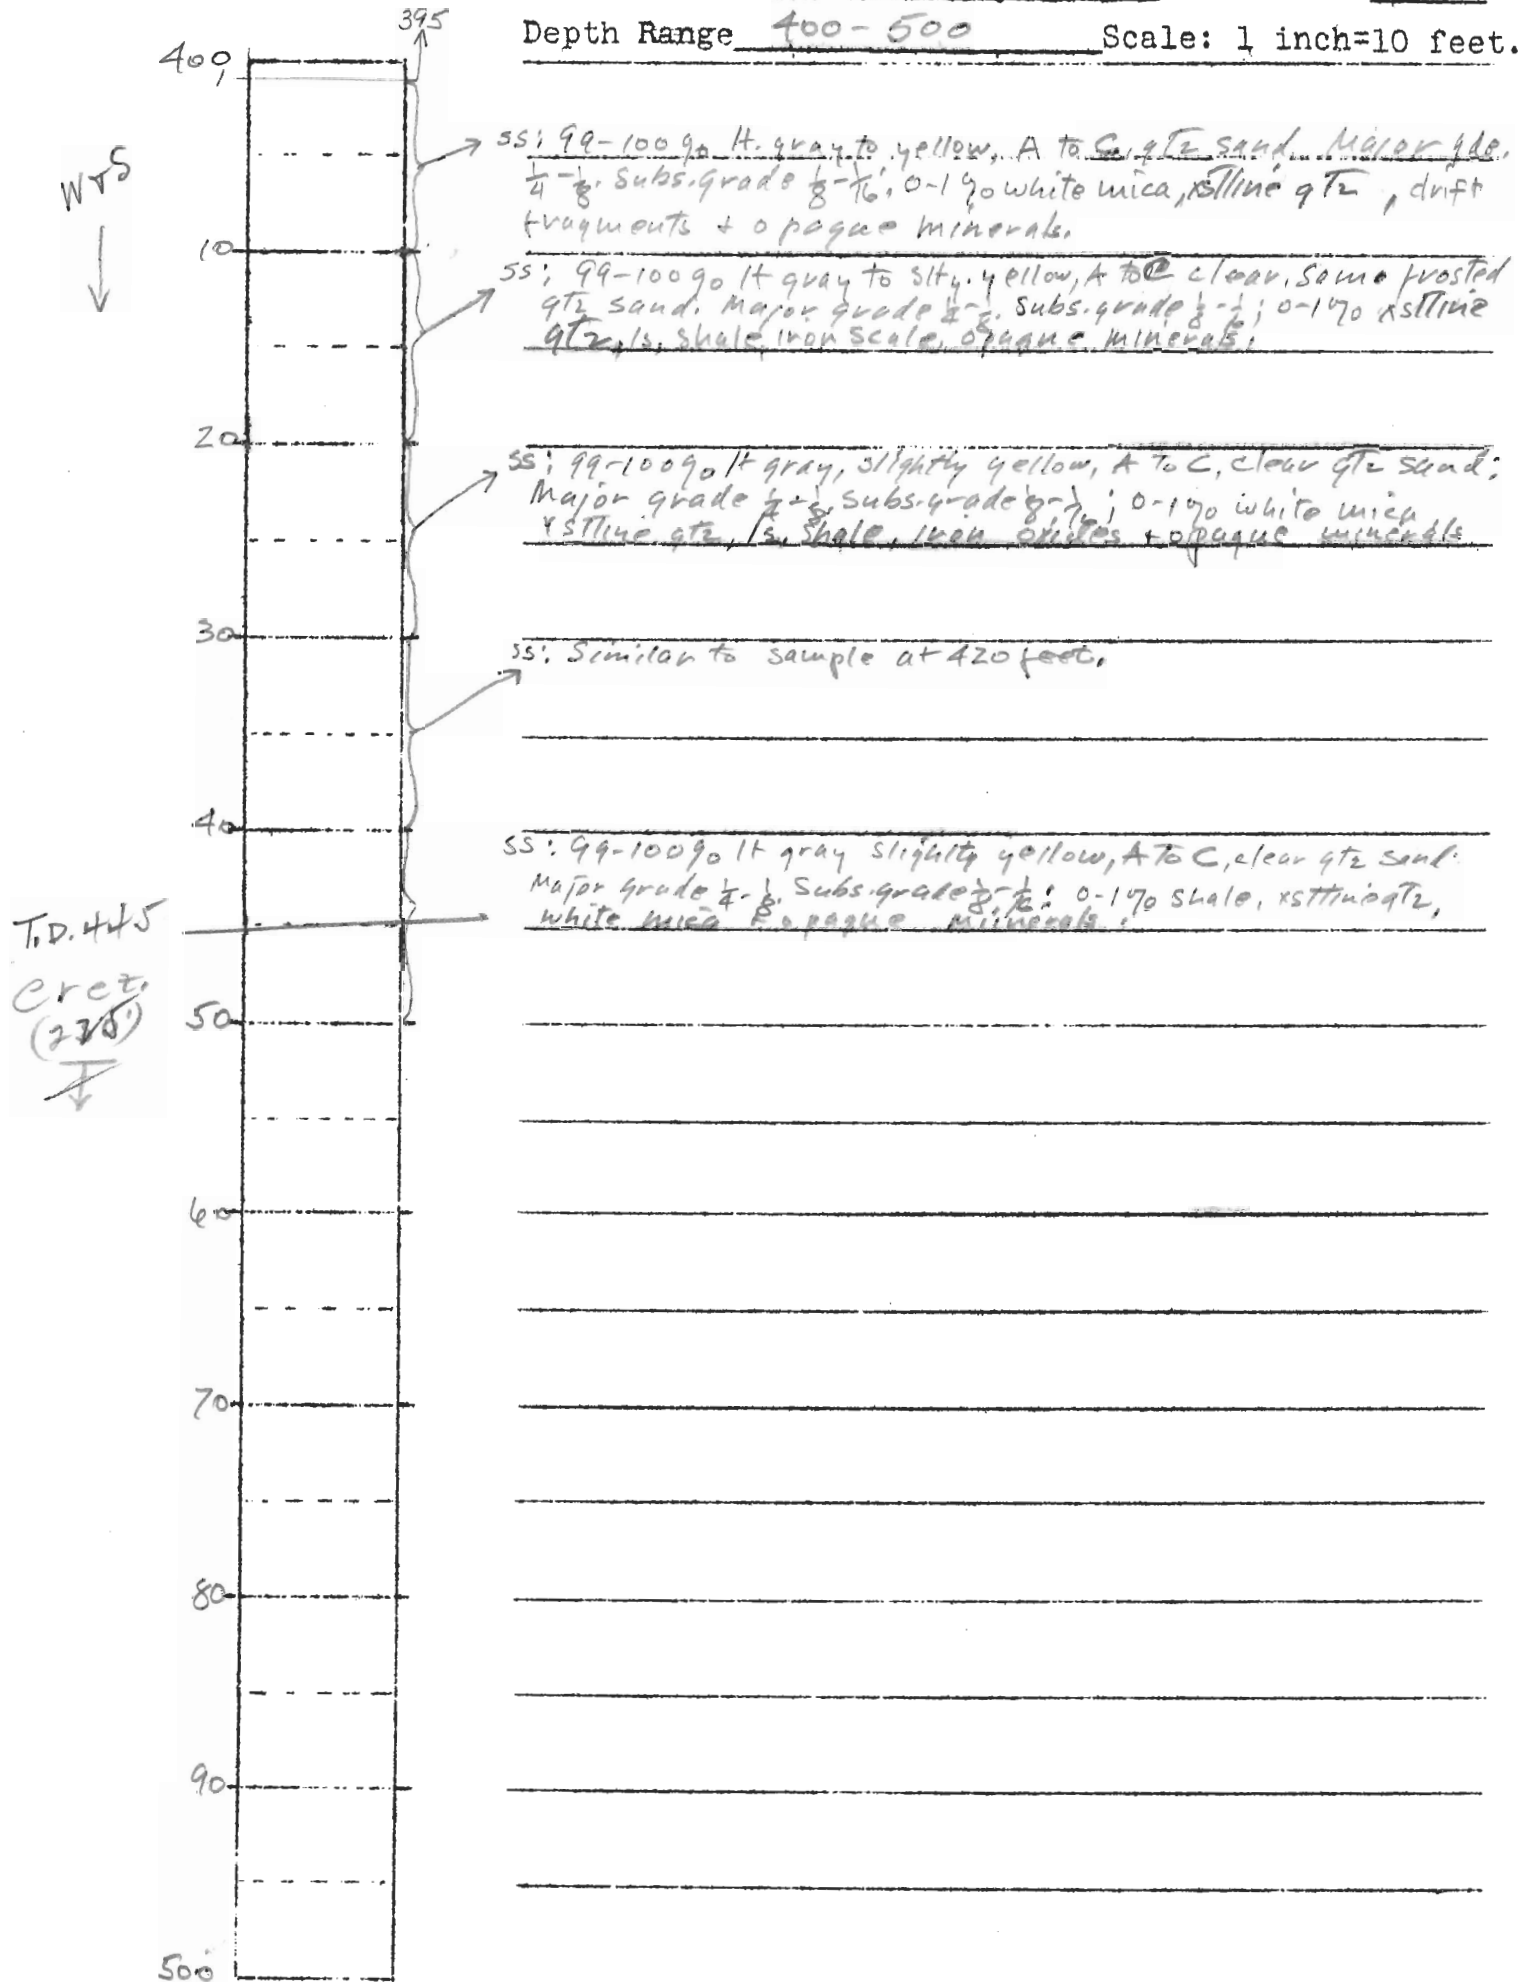 395
Depth Range 400-500 Scale: 1 inch=10 feet.
400
ss: 99-100% lt. gray to yellow, A to C, qtz sand. Major gde.
1/4-1/8. Subs. grade 1/8-1/16; 0-1% white mica, xstline qtz, drift
fragments + opaque minerals.
10
ss: 99-100% lt gray to slty. yellow, A to C clear, some frosted
qtz sand. Major grade 1/4-1/8. Subs. grade 1/8-1/16; 0-1% xstline
qtz, ls, shale, iron scale, opaque minerals.
20
ss: 99-100% lt gray, slightly yellow, A to C, clear qtz sand:
Major grade 1/4-1/8. Subs. grade 1/8-1/16; 0-1% white mica
xstline qtz, ls, shale, iron oxides + opaque minerals
30
ss: Similar to sample at 420 feet.
40
ss: 99-100% lt gray slightly yellow, A to C, clear qtz sand.
Major grade 1/4-1/8. Subs. grade 1/8-1/16: 0-1% shale, xstline qtz,
white mica + opaque minerals.
T.D. 445
Cret.
50
60
70
80
90
500